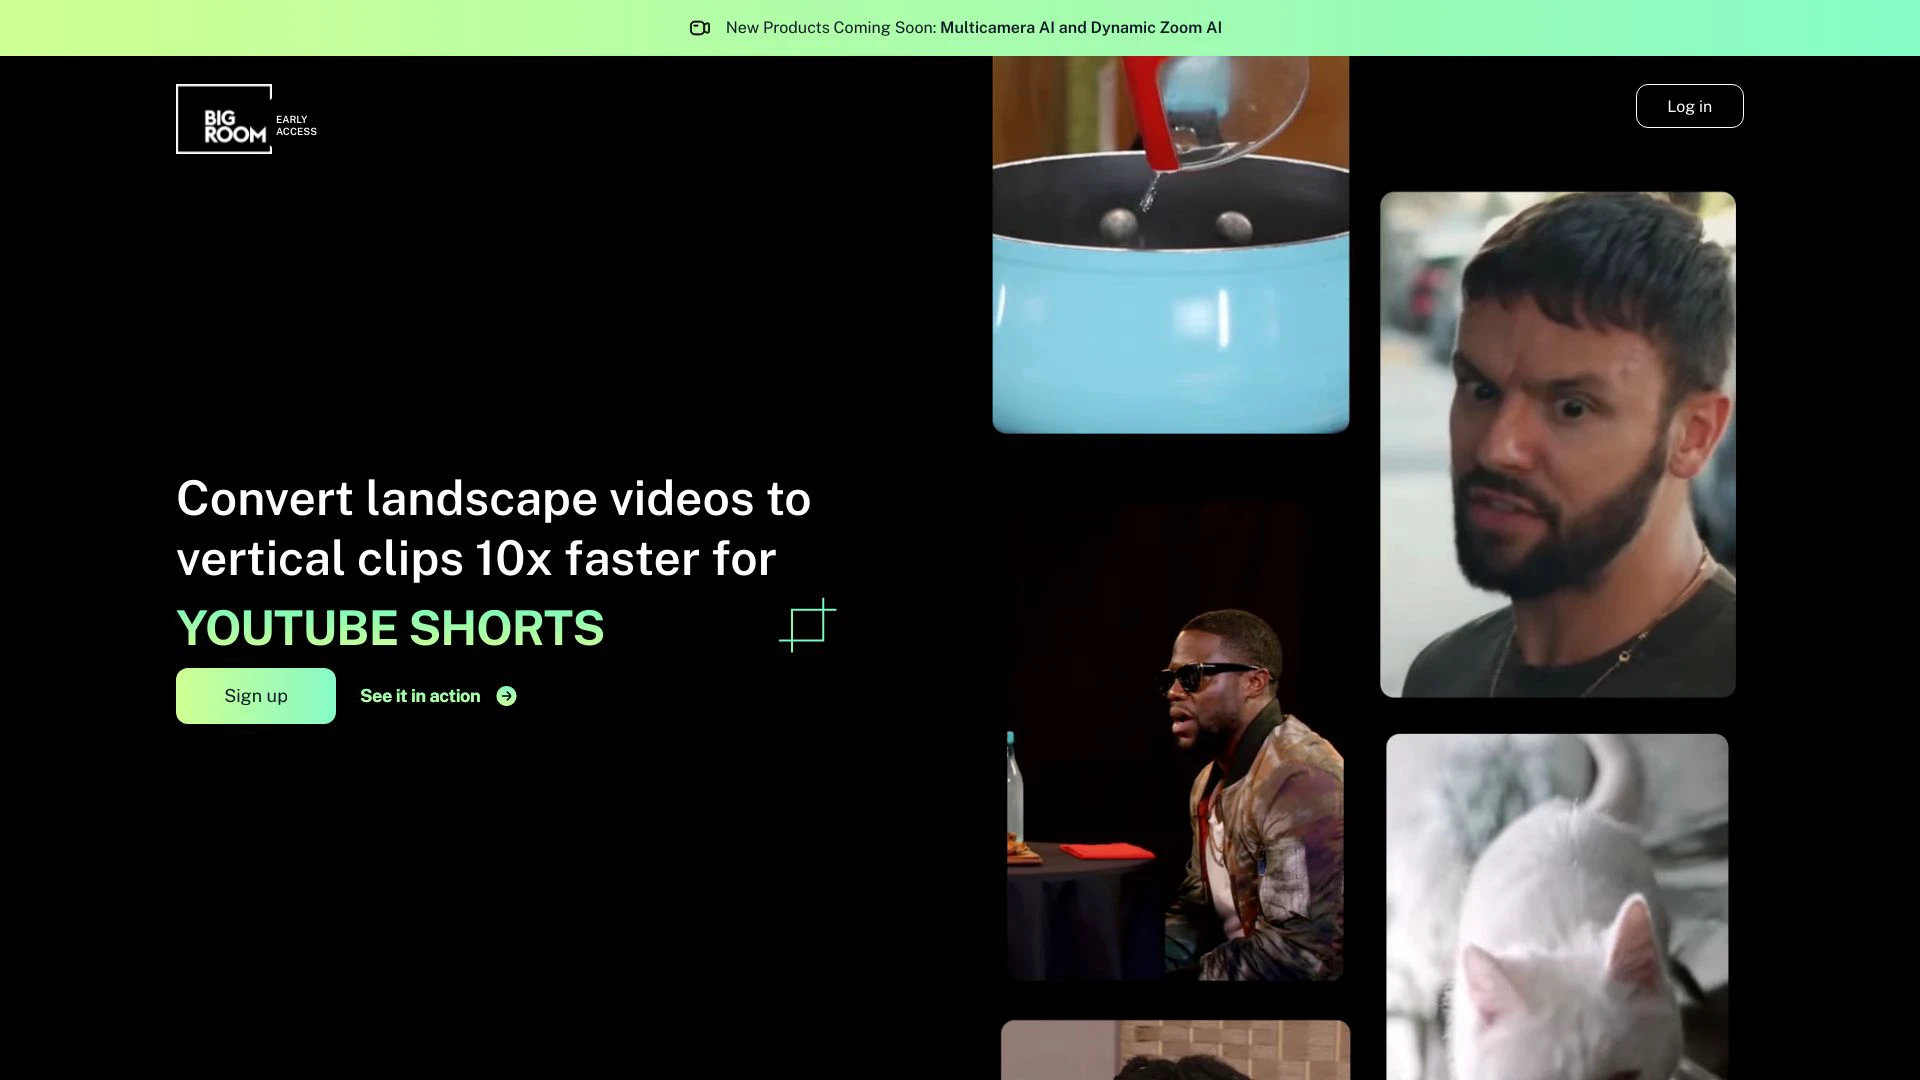 New Products Coming Soon: Multicamera AI and Dynamic Zoom AI
BIG
ROOM
EARLY
ACCESS
Log in
Convert landscape videos to
vertical clips 10x faster for
YOUTUBE SHORTS
Sign up
See it in action